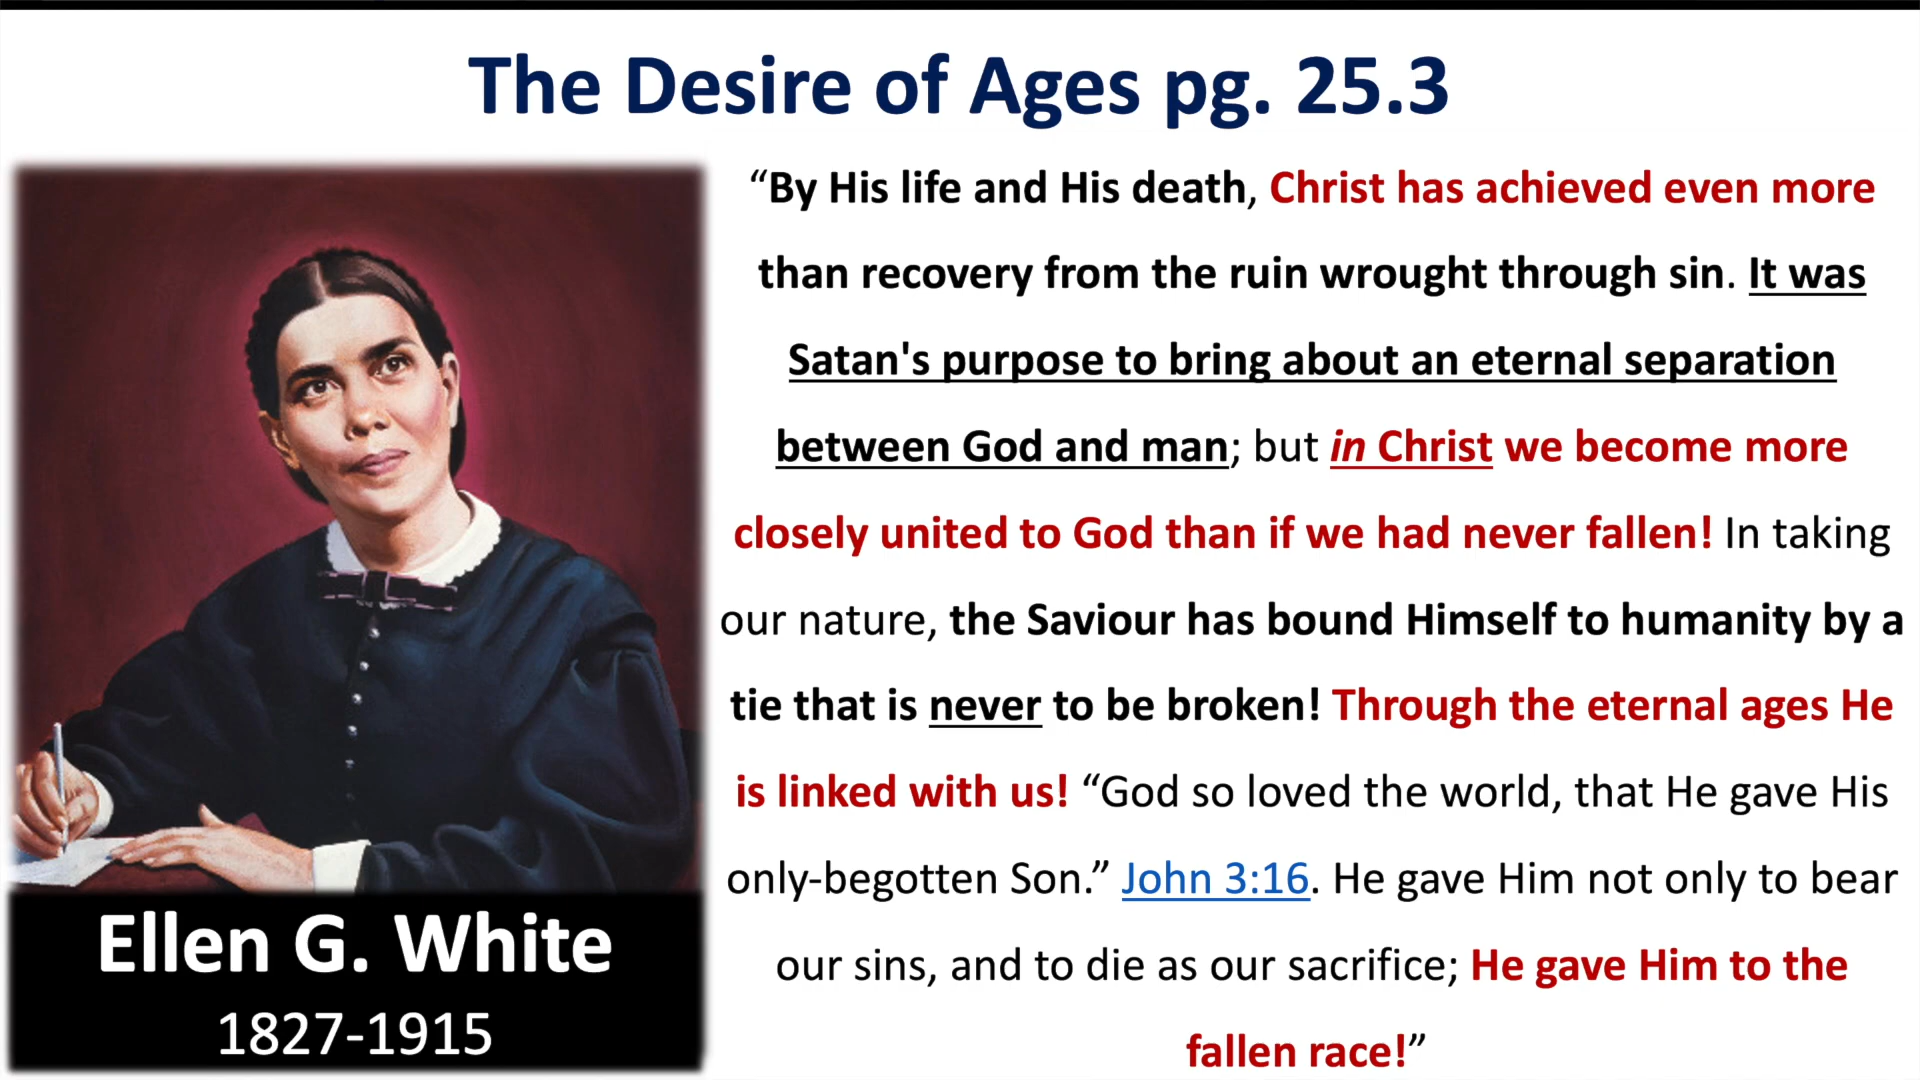 The Desire of Ages pg. 25.3
“By His life and His death, Christ has achieved even more
than recovery from the ruin wrought through sin. It was
Satan's purpose to bring about an eternal separation
between God and man; but in Christ we become more
closely united to God than if we had never fallen! In taking
our nature, the Saviour has bound Himself to humanity by a
tie that is never to be broken! Through the eternal ages He
is linked with us! “God so loved the world, that He gave His
only-begotten Son.” John 3:16. He gave Him not only to bear
our sins, and to die as our sacrifice; He gave Him to the
fallen race!”
Ellen G. White
1827-1915